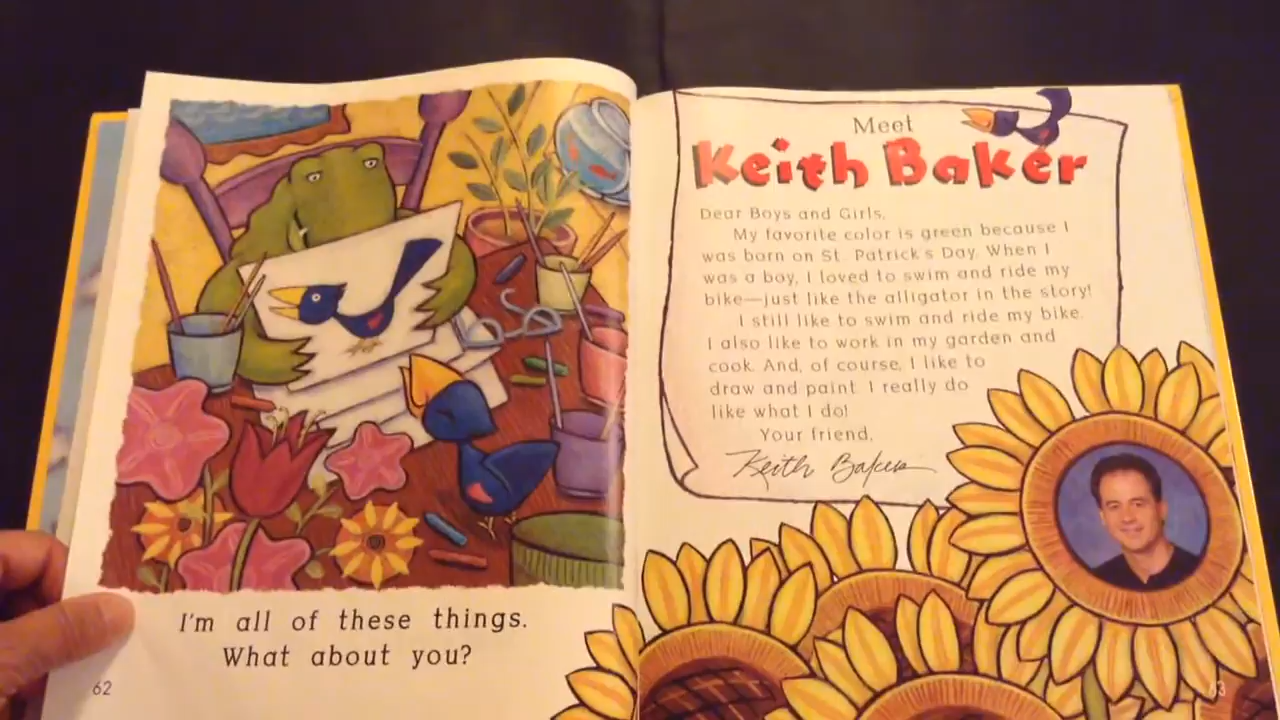 I'm all of these things.
What about you?
62
Meet
Keith Baker
Dear Boys and Girls,
My favorite color is green because I
was born on St. Patrick's Day. When I
was a boy, I loved to swim and ride my
bike—just like the alligator in the story!
I still like to swim and ride my bike.
I also like to work in my garden and
cook. And, of course, I like to
draw and paint. I really do
like what I do!
Your friend,
Keith Baker
63